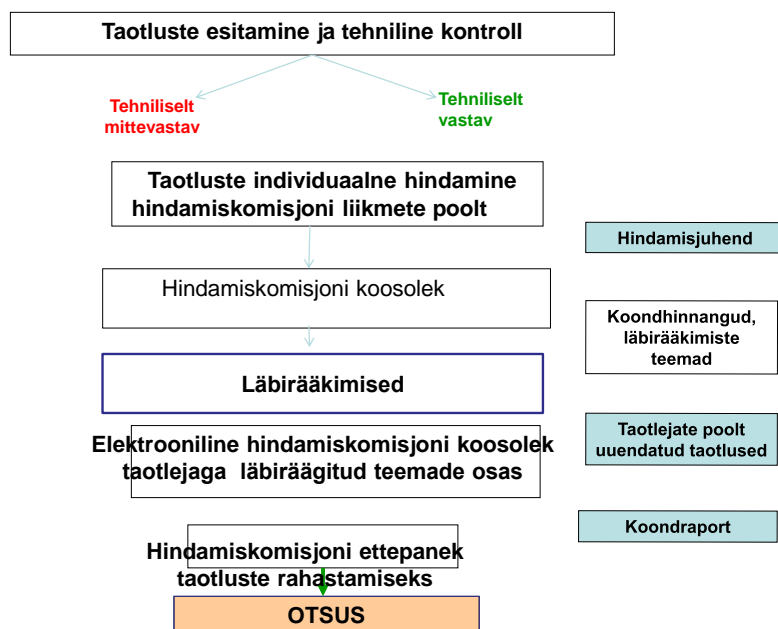 Taotluste esitamine ja tehniline kontroll
Tehniliselt
mittevastav
Tehniliselt
vastav
Taotluste individuaalne hindamine
hindamiskomisjoni liikmete poolt
Hindamisjuhend
Hindamiskomisjoni koosolek
Koondhinnangud,
läbirääkimiste
teemad
Läbirääkimised
Elektrooniline hindamiskomisjoni koosolek
taotlejaga läbiräägitud teemade osas
Taotlejate poolt
uuendatud taotlused
Koondraport
Hindamiskomisjoni ettepanek
taotluste rahastamiseks
OTSUS